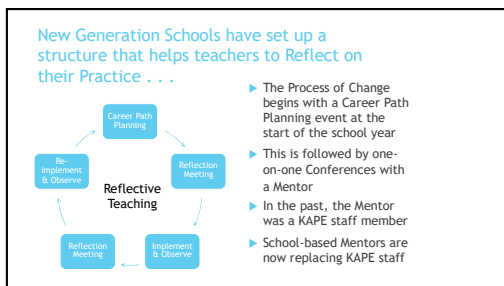 New Generation Schools have set up a
structure that helps teachers to Reflect on
their Practice . . .
Career Path
Planning
Reflection
Meeting
Implement
& Observe
Reflection
Meeting
Re-
implement
& Observe
Reflective
Teaching
The Process of Change
begins with a Career Path
Planning event at the
start of the school year
This is followed by one-
on-one Conferences with
a Mentor
In the past, the Mentor
was a KAPE staff member
School-based Mentors are
now replacing KAPE staff